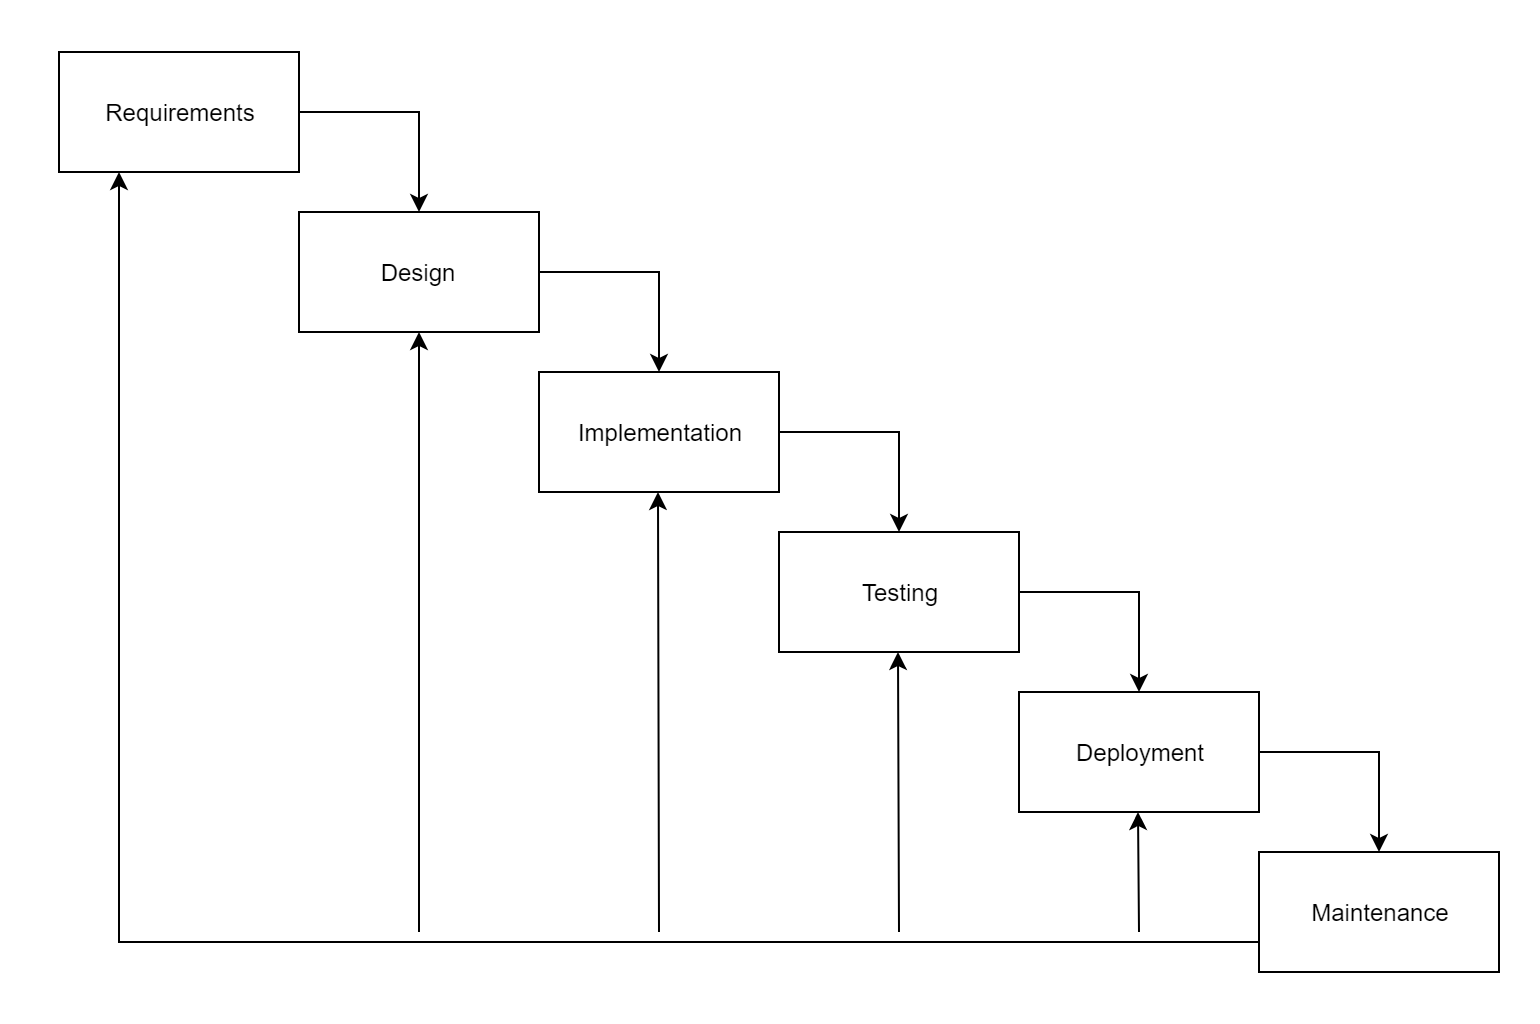 Requirements
Design
Implementation
Testing
Deployment
Maintenance